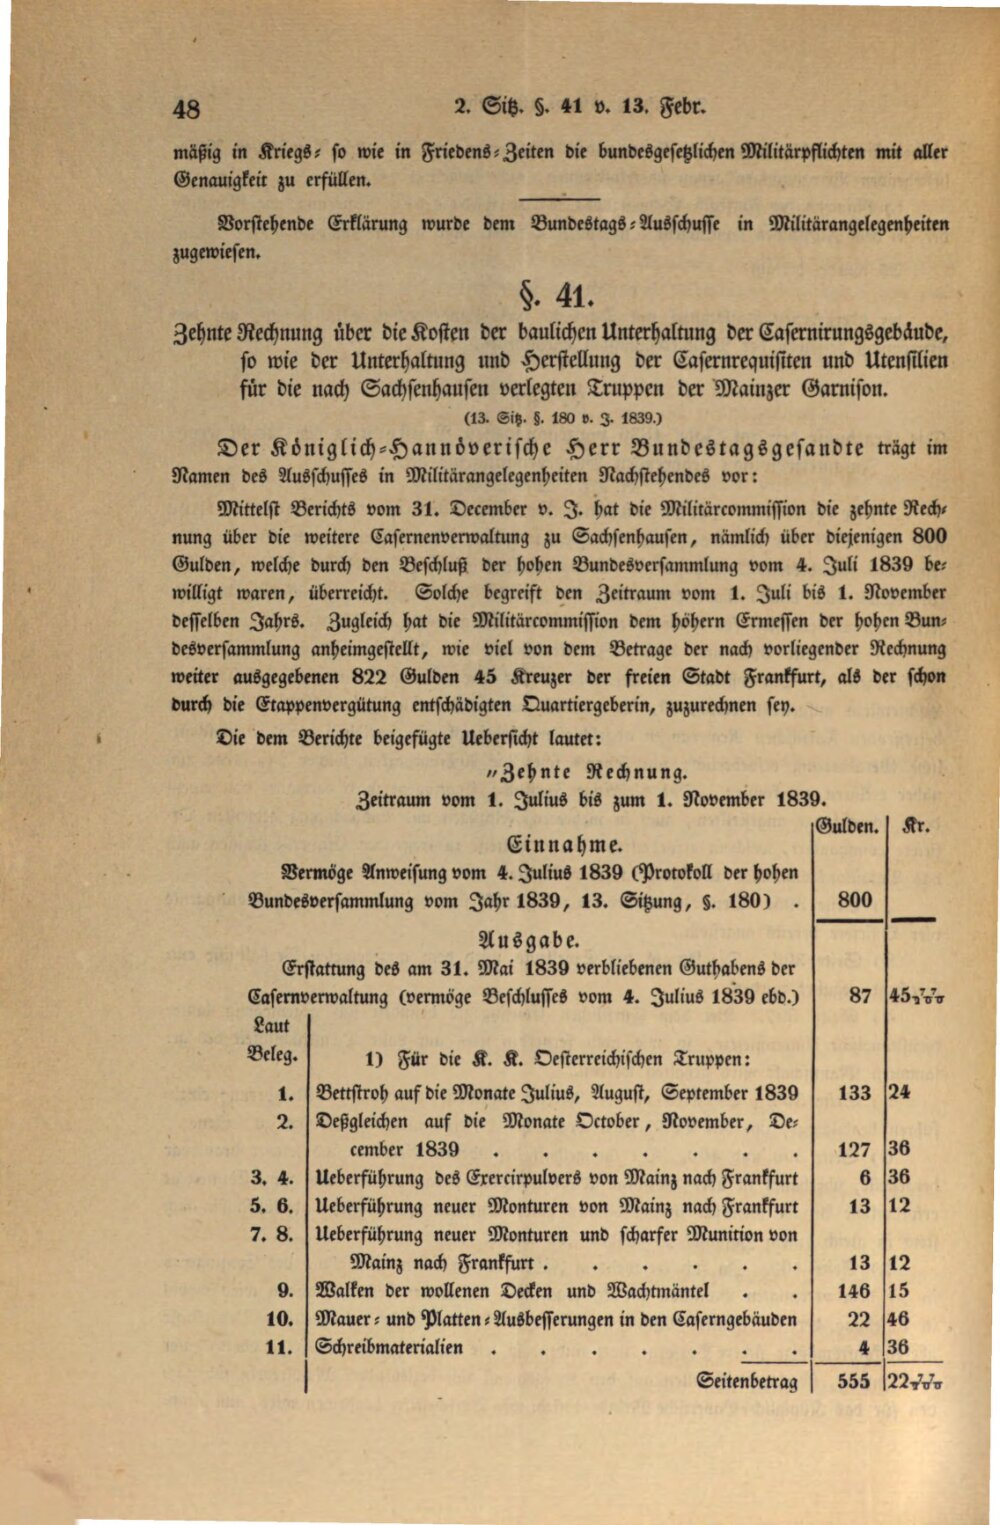 48
2. Sitz. §. 41 v. 13. Febr.
mäßig in Kriegs- so wie in Friedens-Zeiten die bundesgesetzlichen Militärpflichten mit aller
Genauigkeit zu erfüllen.
Vorstehende Erklärung wurde dem Bundestags-Ausschusse in Militärangelegenheiten
zugewiesen.
§. 41.
Zehnte Rechnung über die Kosten der baulichen Unterhaltung der Casernirungsgebäude,
so wie der Unterhaltung und Herstellung der Casernrequisiten und Utensilien
für die nach Sachsenhausen verlegten Truppen der Mainzer Garnison.
(13. Sitz. §. 180 v. J. 1839.)
Der Königlich-Hannöverische Herr Bundestagsgesandte trägt im
Namen des Ausschusses in Militärangelegenheiten Nachstehendes vor:
Mittelst Berichts vom 31. December v. J. hat die Militärcommission die zehnte Rech-
nung über die weitere Casernenverwaltung zu Sachsenhausen, nämlich über diejenigen 800
Gulden, welche durch den Beschluß der hohen Bundesversammlung vom 4. Juli 1839 be-
willigt waren, überreicht. Solche begreift den Zeitraum vom 1. Juli bis 1. November
desselben Jahrs. Zugleich hat die Militärcommission dem höhern Ermessen der hohen Bun-
desversammlung anheimgestellt, wie viel von dem Betrage der nach vorliegender Rechnung
weiter ausgegebenen 822 Gulden 45 Kreuzer der freien Stadt Frankfurt, als der schon
durch die Etappenvergütung entschädigten Quartiergeberin, zuzurechnen sey.
Die dem Berichte beigefügte Uebersicht lautet:
„Zehnte Rechnung.
Zeitraum vom 1. Julius bis zum 1. November 1839.
Gulden. Kr.
Einnahme.
Vermöge Anweisung vom 4. Julius 1839 (Protokoll der hohen
Bundesversammlung vom Jahr 1839, 13. Sitzung, §. 180) . 800
Ausgabe.
Erstattung des am 31. Mai 1839 verbliebenen Guthabens der
Casernverwaltung (vermöge Beschlusses vom 4. Julius 1839 ebd.) 87 45
Laut
Beleg. 1) Für die K. K. Oesterreichischen Truppen:
1. Bettstroh auf die Monate Julius, August, September 1839 133 24
2. Deßgleichen auf die Monate October, November, De-
cember 1839 . . . . . . . 127 36
3. 4. Ueberführung des Exercirpulvers von Mainz nach Frankfurt 6 36
5. 6. Ueberführung neuer Monturen von Mainz nach Frankfurt 13 12
7. 8. Ueberführung neuer Monturen und scharfer Munition von
Mainz nach Frankfurt . . . . . . 13 12
9. Walken der wollenen Decken und Wachtmäntel . . 146 15
10. Mauer- und Platten-Ausbesserungen in den Caserngebäuden 22 46
11. Schreibmaterialien . . . . . . . 4 36
Seitenbetrag 555 22